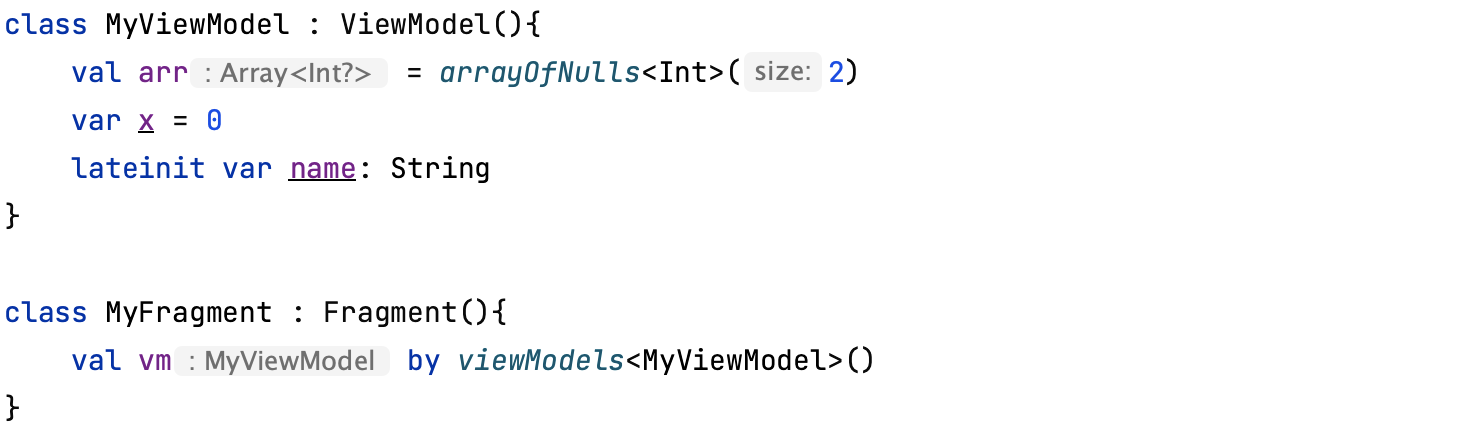 class MyViewModel : ViewModel(){
    val arr : Array<Int?> = arrayOfNulls<Int>( size: 2)
    var x = 0
    lateinit var name: String
}
class MyFragment : Fragment(){
    val vm : MyViewModel by viewModels<MyViewModel>()
}